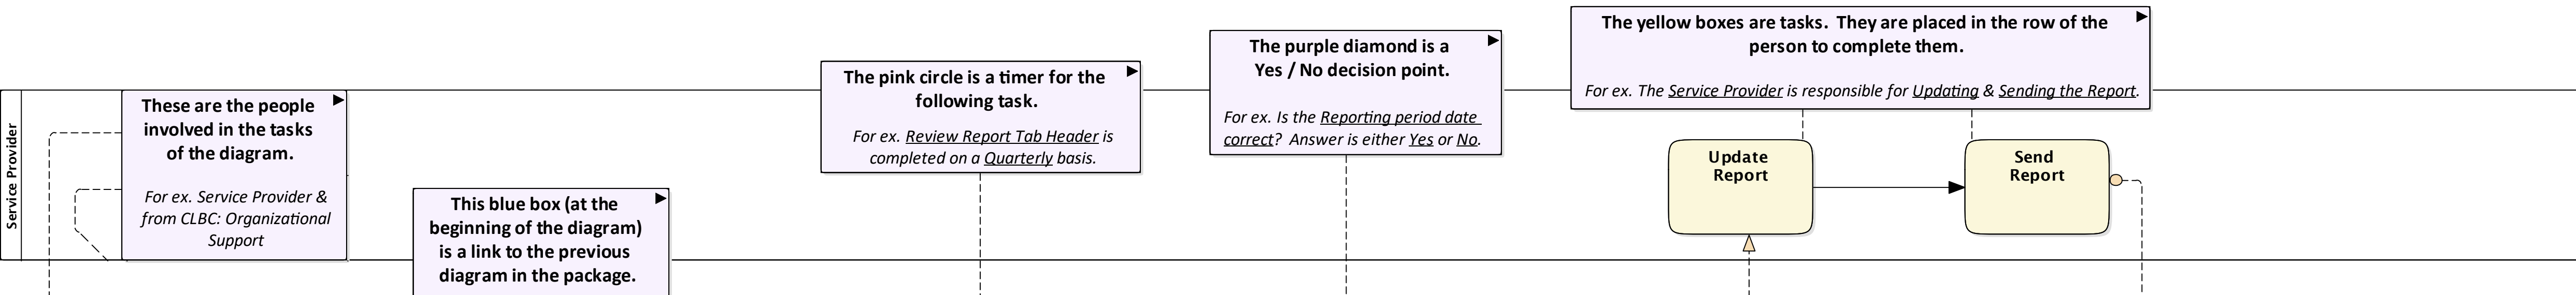 Service Provider
These are the people
involved in the tasks
of the diagram.
For ex. Service Provider &
from CLBC: Organizational
Support
This blue box (at the
beginning of the diagram)
is a link to the previous
diagram in the package.
The pink circle is a timer for the
following task.
For ex. Review Report Tab Header is
completed on a Quarterly basis.
The purple diamond is a
Yes / No decision point.
For ex. Is the Reporting period date
correct?  Answer is either Yes or No.
The yellow boxes are tasks.  They are placed in the row of the
person to complete them.
For ex. The Service Provider is responsible for Updating & Sending the Report.
Update
Report
Send
Report